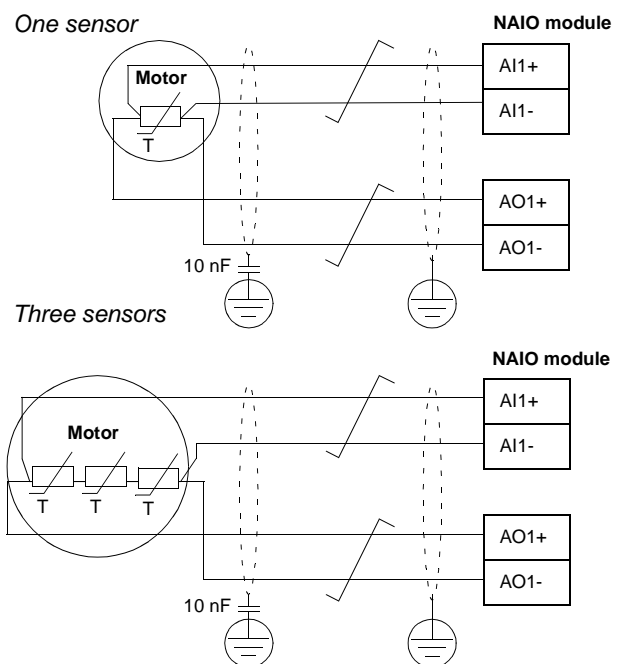 One sensor
NAIO module
Motor
T
AI1+
AI1-
AO1+
AO1-
10 nF
Three sensors
NAIO module
Motor
T T T
AI1+
AI1-
AO1+
AO1-
10 nF